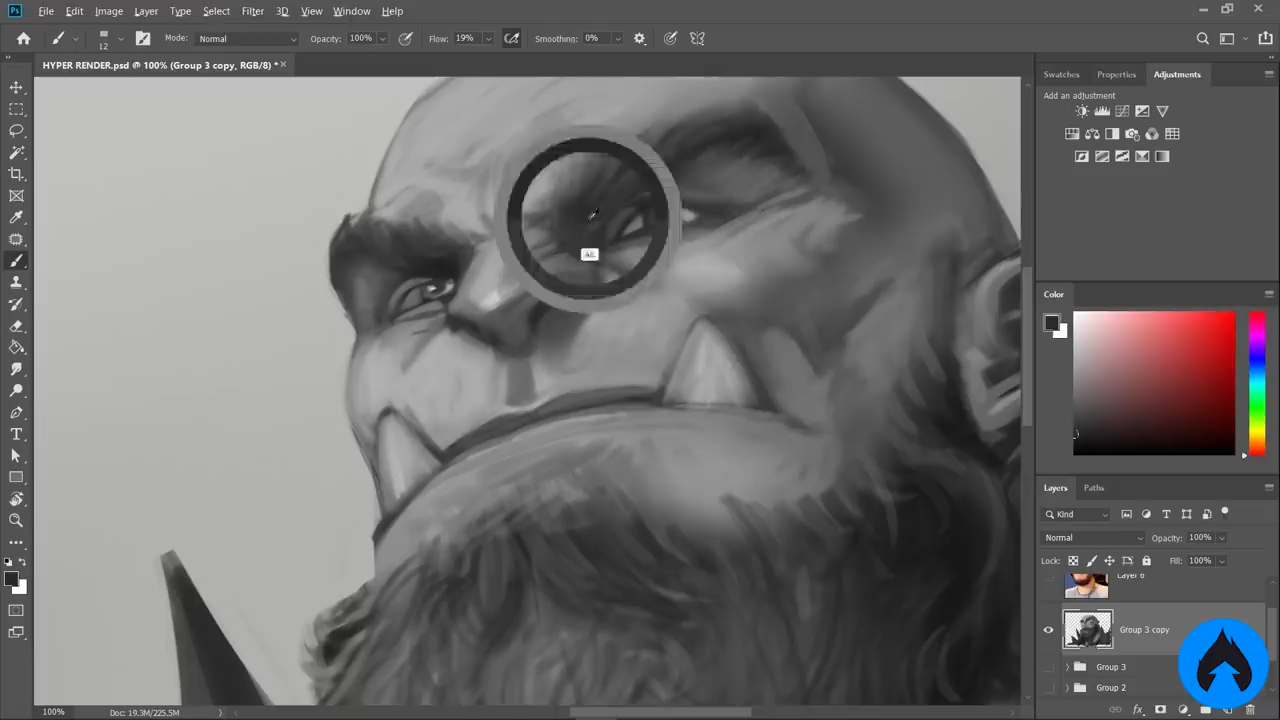 Ps File Edit Image Layer Type Select Filter 3D View Window Help
12 Mode: Normal Opacity: 100% Flow: 19% Smoothing: 0%
HYPER RENDER.psd @ 100% (Group 3 copy, RGB/8) *
Swatches Properties Adjustments
Add an adjustment
Color
Layers Paths
Kind
Normal Opacity: 100%
Lock: Fill: 100%
Layer 6
Group 3 copy
Group 3
Group 2
fx
100% Doc: 19.3M/225.5M